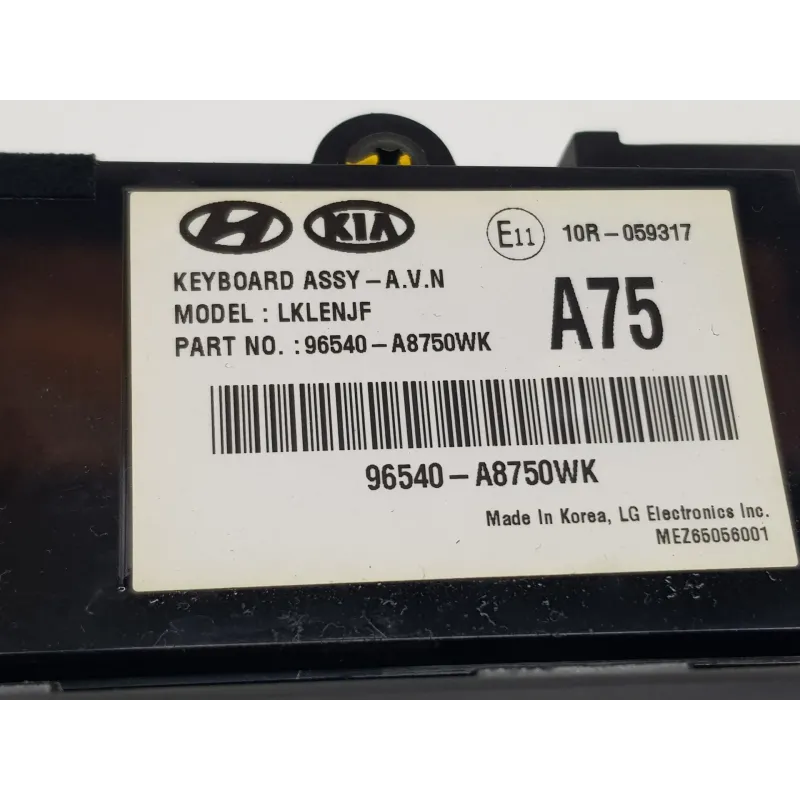 KIA
E11 10R-059317
KEYBOARD ASSY-A.V.N
MODEL : LKLENJF
PART NO. : 96540-A8750WK
A75
96540-A8750WK
Made In Korea, LG Electronics Inc.
MEZ65056001